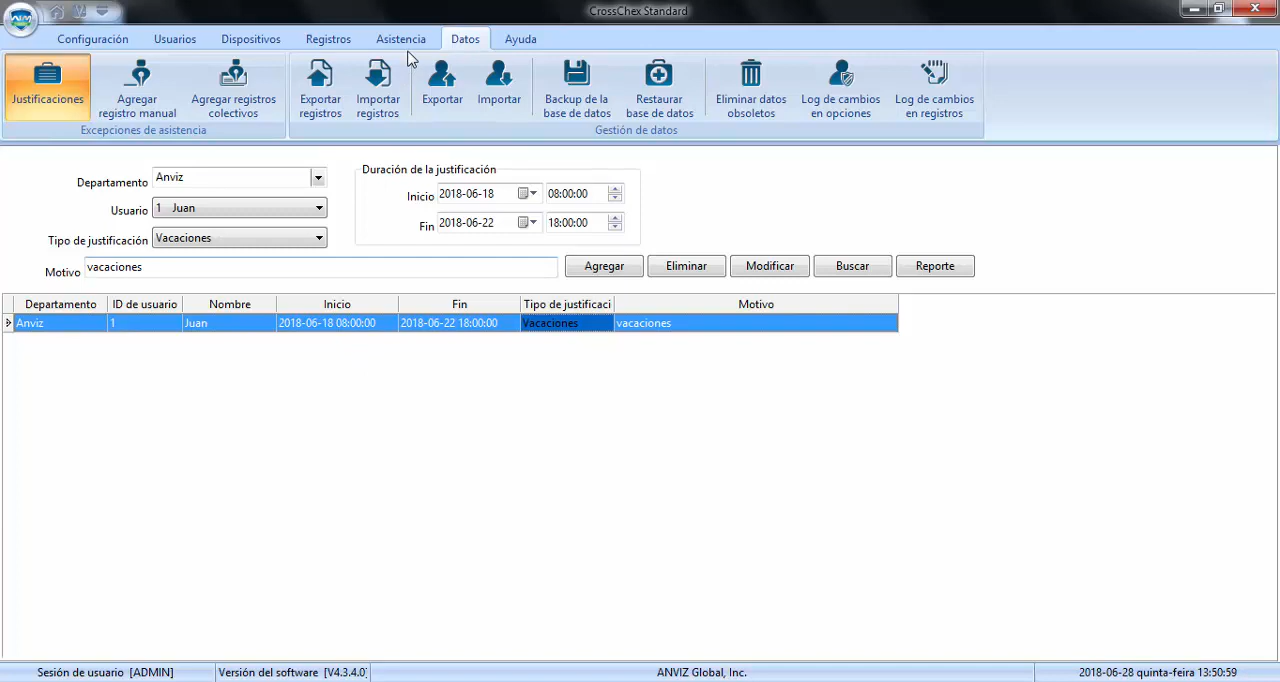 CrossChex Standard
Configuración Usuarios Dispositivos Registros Asistencia Datos Ayuda
Justificaciones
Agregar
registro manual
Agregar registros
colectivos
Exportar
registros
Importar
registros
Exportar
Importar
Backup de la
base de datos
Restaurar
base de datos
Eliminar datos
obsoletos
Log de cambios
en opciones
Log de cambios
en registros
Excepciones de asistencia
Gestión de datos
Departamento Anviz
Usuario 1 Juan
Tipo de justificación Vacaciones
Duración de la justificación
Inicio 2018-06-18 08:00:00
Fin 2018-06-22 18:00:00
Motivo vacaciones
Agregar Eliminar Modificar Buscar Reporte
Departamento ID de usuario Nombre Inicio Fin Tipo de justificaci Motivo
Anviz 1 Juan 2018-06-18 08:00:00 2018-06-22 18:00:00 Vacaciones vacaciones
Sesión de usuario [ADMIN] Versión del software [V4.3.4.0] ANVIZ Global, Inc. 2018-06-28 quinta-feira 13:50:59